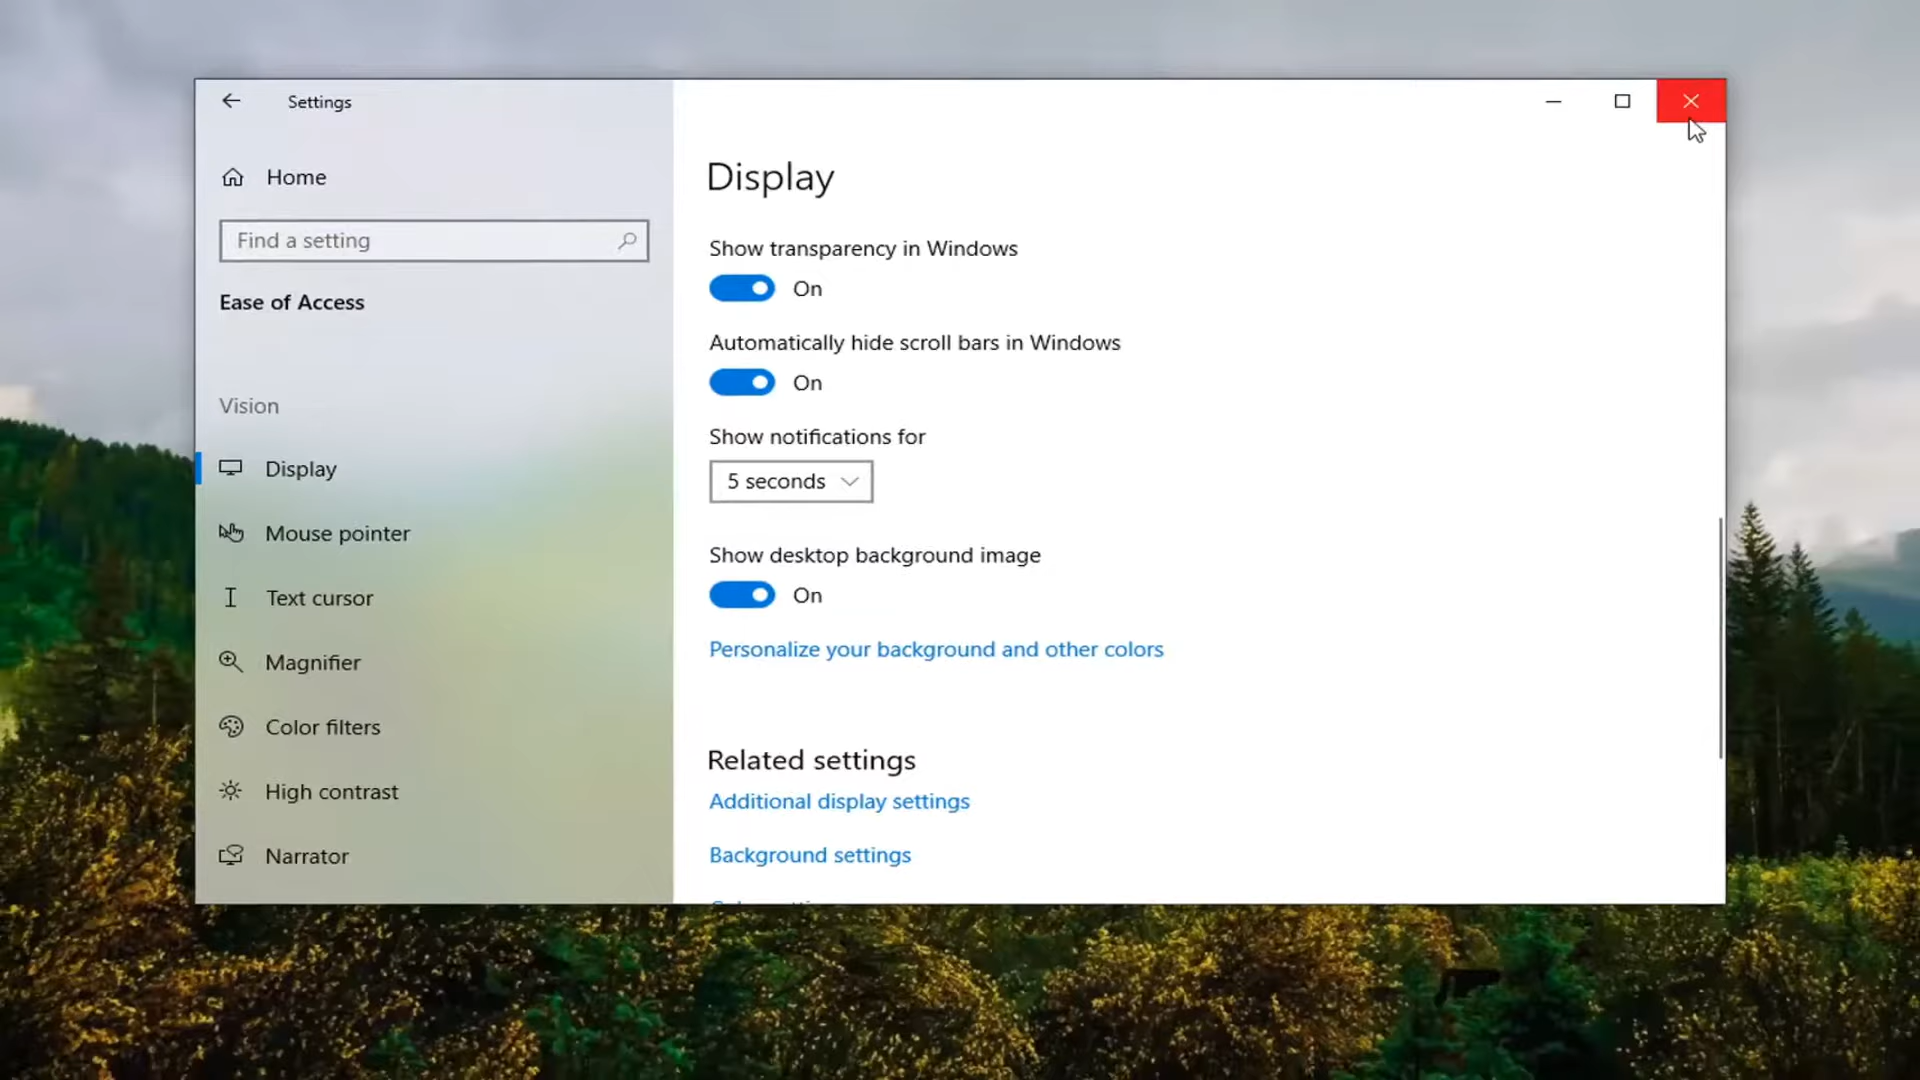 Settings
Home
Find a setting
Ease of Access
Vision
Display
Mouse pointer
Text cursor
Magnifier
Color filters
High contrast
Narrator
Display
Show transparency in Windows
On
Automatically hide scroll bars in Windows
On
Show notifications for
5 seconds
Show desktop background image
On
Personalize your background and other colors
Related settings
Additional display settings
Background settings